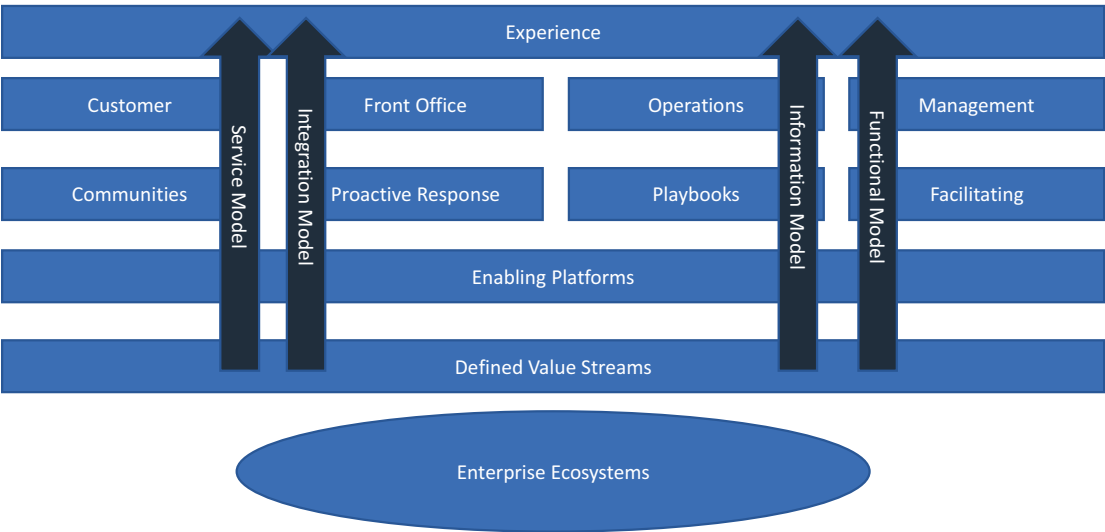 Experience
Customer
Front Office
Operations
Management
Service Model
Integration Model
Information Model
Functional Model
Communities
Proactive Response
Playbooks
Facilitating
Enabling Platforms
Defined Value Streams
Enterprise Ecosystems